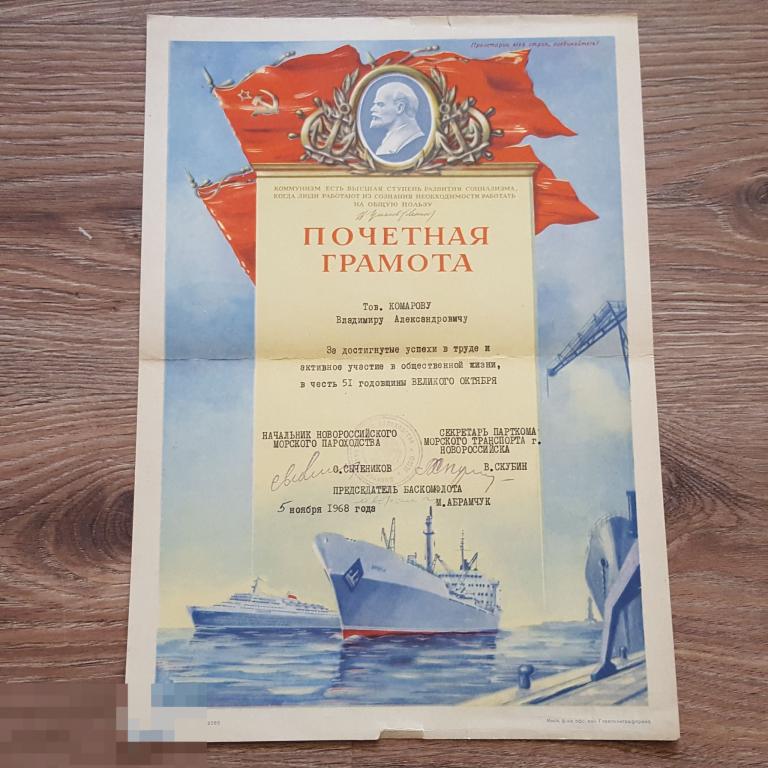 Пролетарии всех стран, соединяйтесь!
КОММУНИЗМ ЕСТЬ ВЫСШАЯ СТУПЕНЬ РАЗВИТИЯ СОЦИАЛИЗМА,
КОГДА ЛЮДИ РАБОТАЮТ ИЗ СОЗНАНИЯ НЕОБХОДИМОСТИ РАБОТАТЬ
НА ОБЩУЮ ПОЛЬЗУ
ПОЧЕТНАЯ
ГРАМОТА
Тов. КОМАРОВУ
Владимиру Александровичу
За достигнутые успехи в труде и
активное участие в общественной жизни,
в честь 51 годовщины ВЕЛИКОГО ОКТЯБРЯ
НАЧАЛЬНИК НОВОРОССИЙСКОГО
МОРСКОГО ПАРОХОДСТВА
О.СЫЧЕНИКОВ
СЕКРЕТАРЬ ПАРТКОМА
МОРСКОГО ТРАНСПОРТА г.
НОВОРОССИЙСКА
В.СКУБИН
ПРЕДСЕДАТЕЛЬ БАСКОМФЛОТА
М.АБРАМЧУК
5 ноября 1968 года